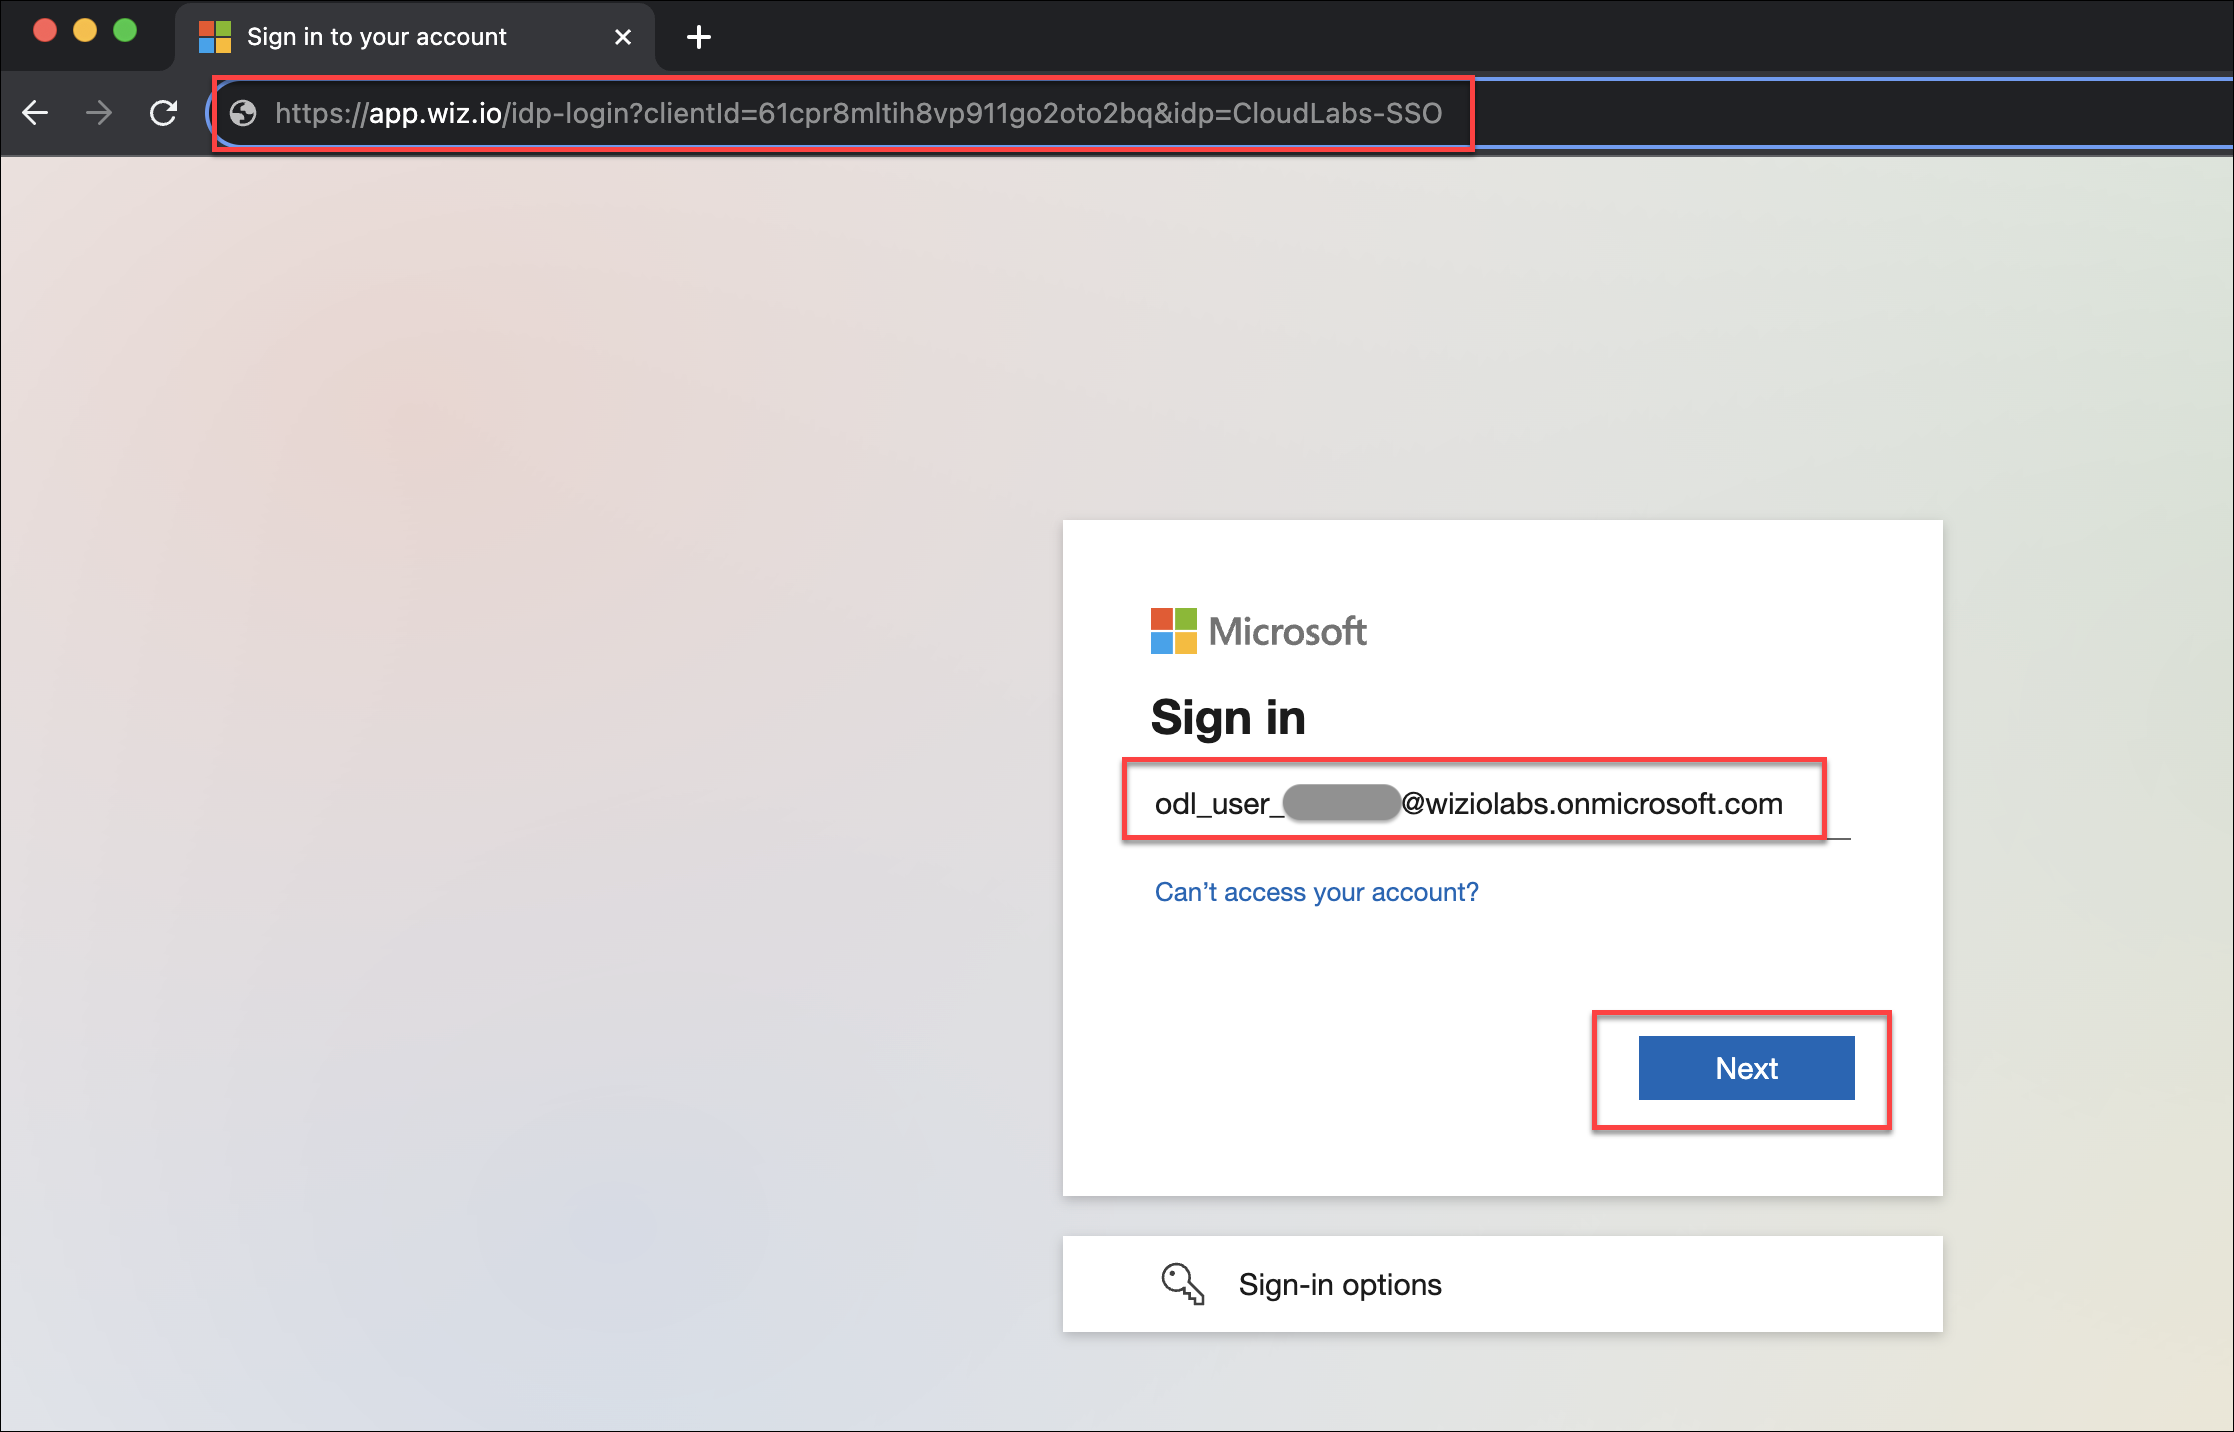 Sign in to your account
https://app.wiz.io/idp-login?clientId=61cpr8mltih8vp911go2oto2bq&idp=CloudLabs-SSO
Microsoft
Sign in
odl_user_@wiziolabs.onmicrosoft.com
Can't access your account?
Next
Sign-in options